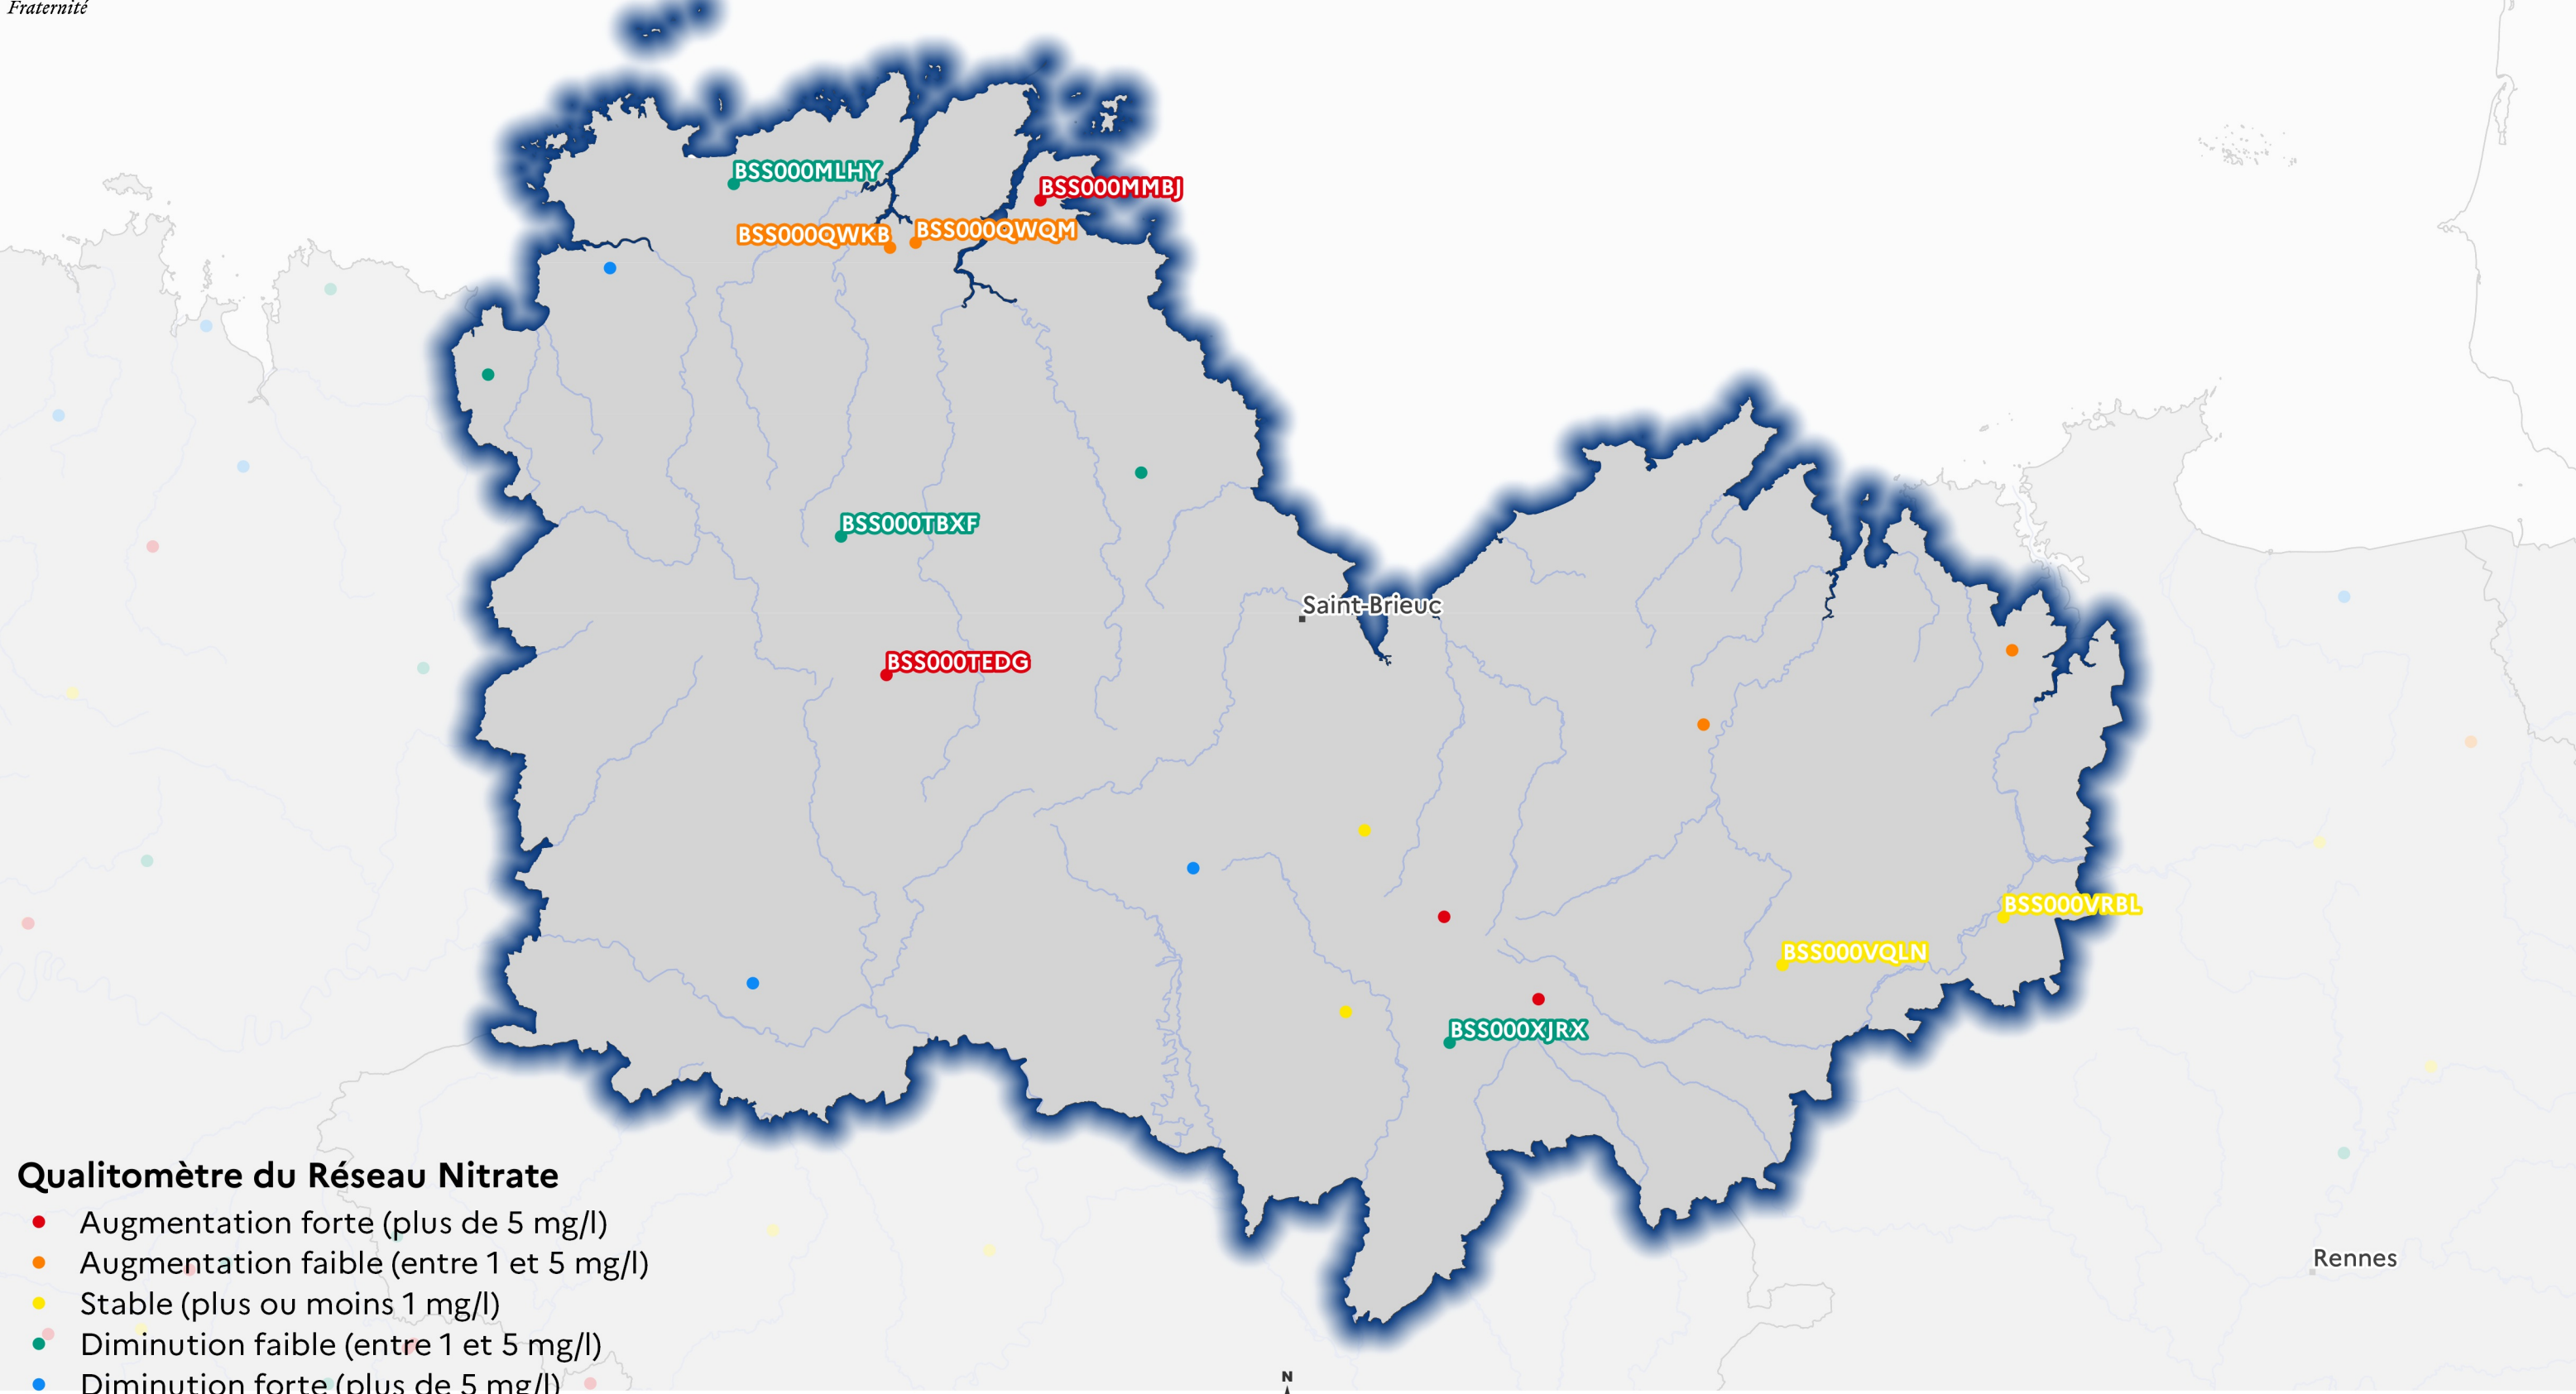 Fraternité
BSS000MLHY
BSS000MMBJ
BSS000QWKB
BSS000QWQM
BSS000TBXF
Saint-Brieuc
BSS000TEDG
BSS000VRBL
BSS000VQLN
BSS000XJRX
Qualitomètre du Réseau Nitrate
Augmentation forte (plus de 5 mg/l)
Augmentation faible (entre 1 et 5 mg/l)
Rennes
Stable (plus ou moins 1 mg/l)
Diminution faible (entre 1 et 5 mg/l)
Diminution forte (plus de 5 mg/l)
N